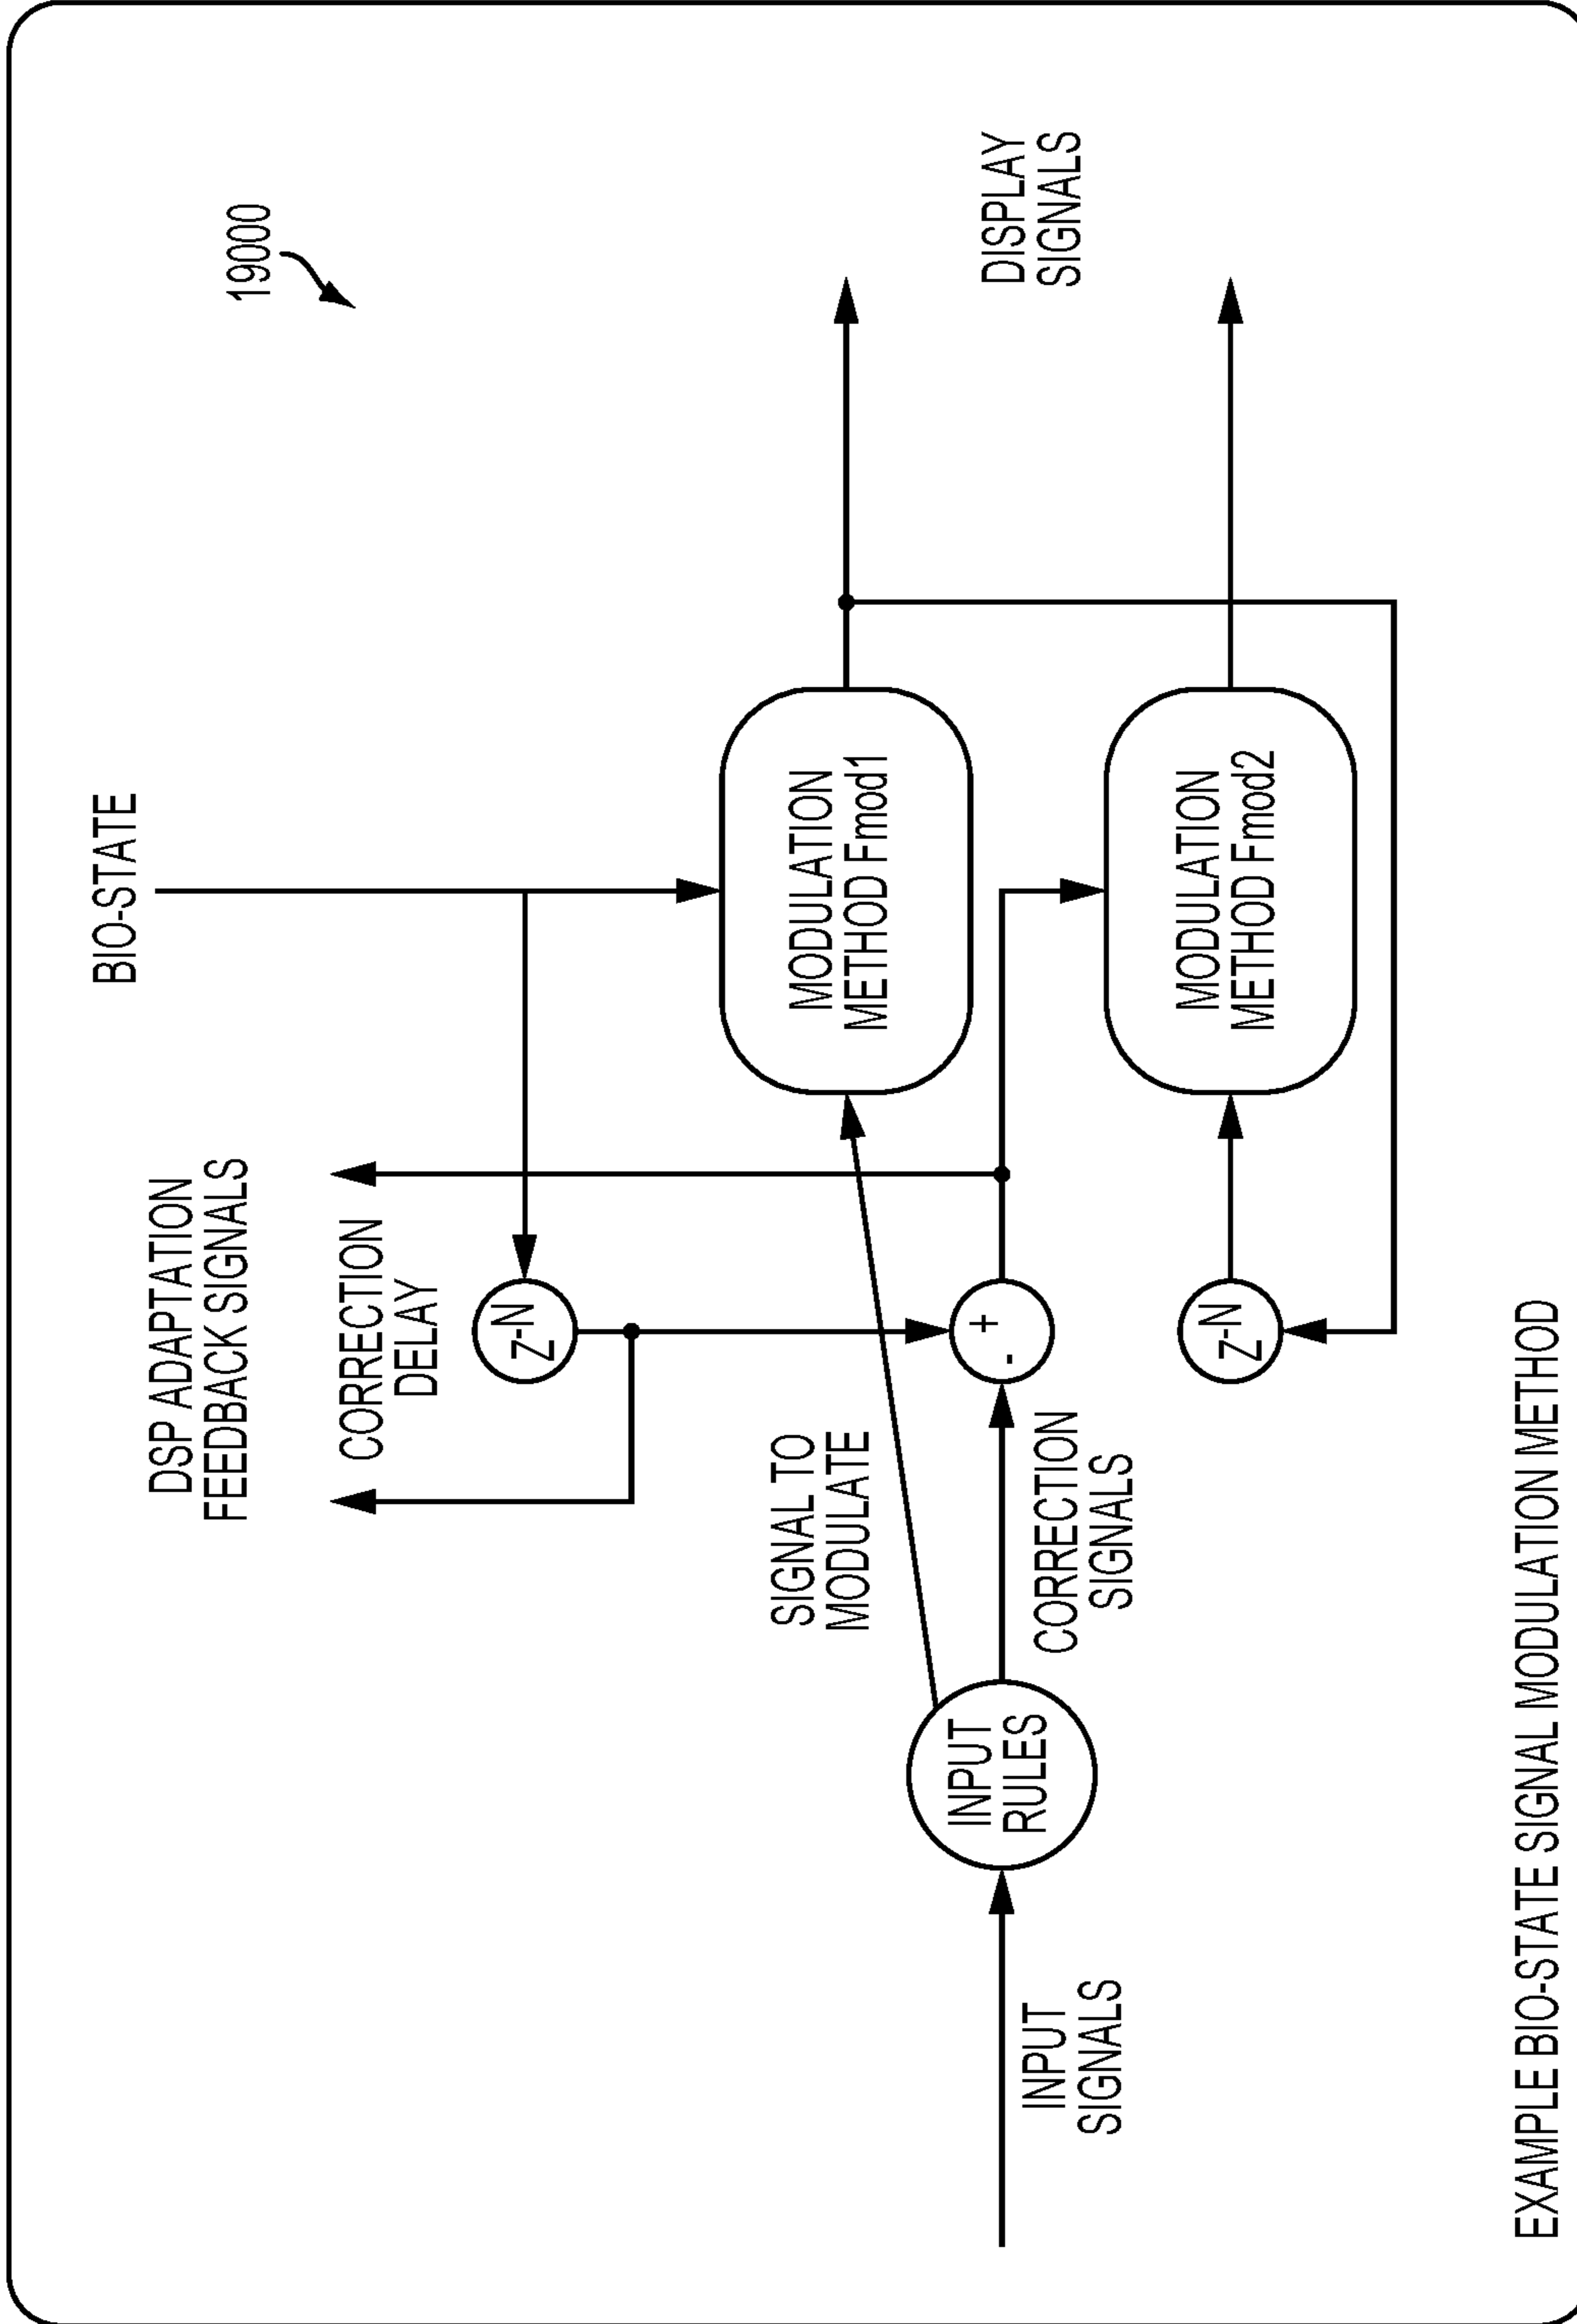 BIO-STATE
19000
DSP ADAPTATION
FEEDBACK SIGNALS
CORRECTION
DELAY
Z-N
SIGNAL TO
MODULATE
MODULATION
METHOD Fmod1
DISPLAY
SIGNALS
INPUT
SIGNALS
INPUT
RULES
CORRECTION
SIGNALS
- +
Z-N
MODULATION
METHOD Fmod2
EXAMPLE BIO-STATE SIGNAL MODULATION METHOD